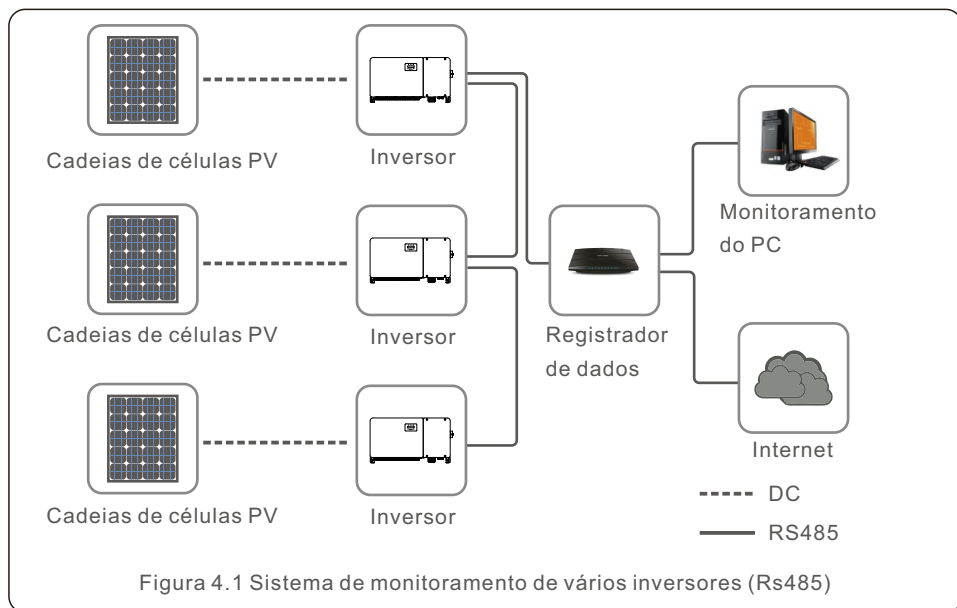 Cadeias de células PV
Inversor
Cadeias de células PV
Inversor
Cadeias de células PV
Inversor
Registrador
de dados
Monitoramento
do PC
Internet
DC
RS485
Figura 4.1 Sistema de monitoramento de vários inversores (Rs485)